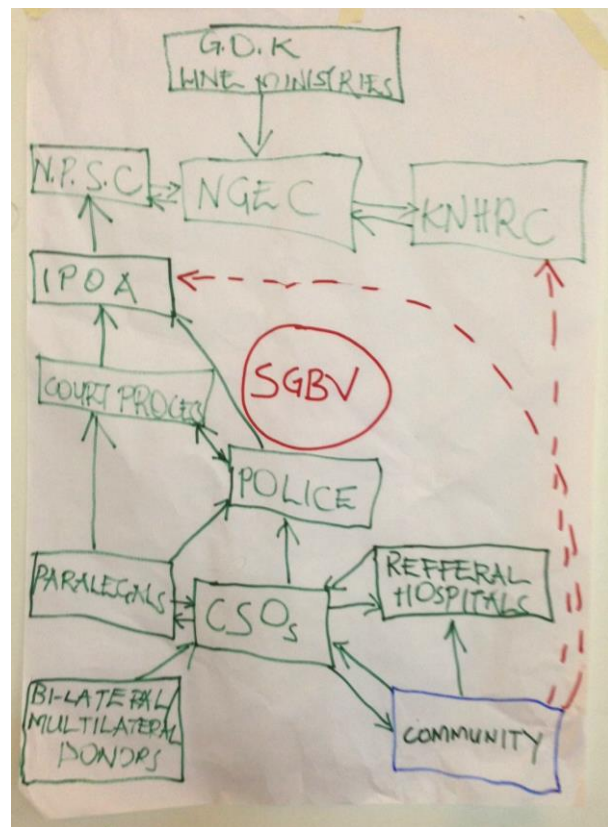 G.O.K
LINE MINISTRIES
N.P.S.C
NGEC
KNHRC
IPOA
SGBV
COURT PROCES
POLICE
PARALEGALS
CSOs
REFFERAL
HOSPITALS
BI-LATERAL/
MULTILATERAL
DONORS
COMMUNITY